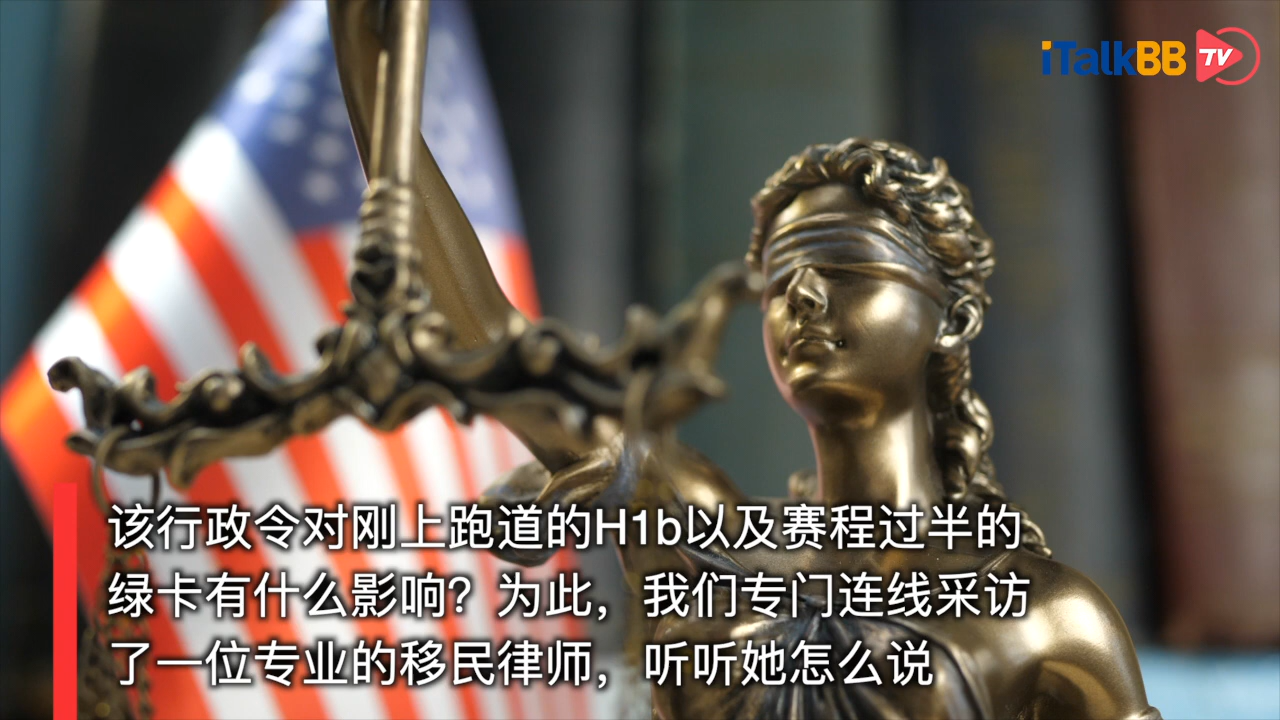 iTalkBB TV
该行政令对刚上跑道的H1b以及赛程过半的
绿卡有什么影响？为此，我们专门连线采访
了一位专业的移民律师，听听她怎么说